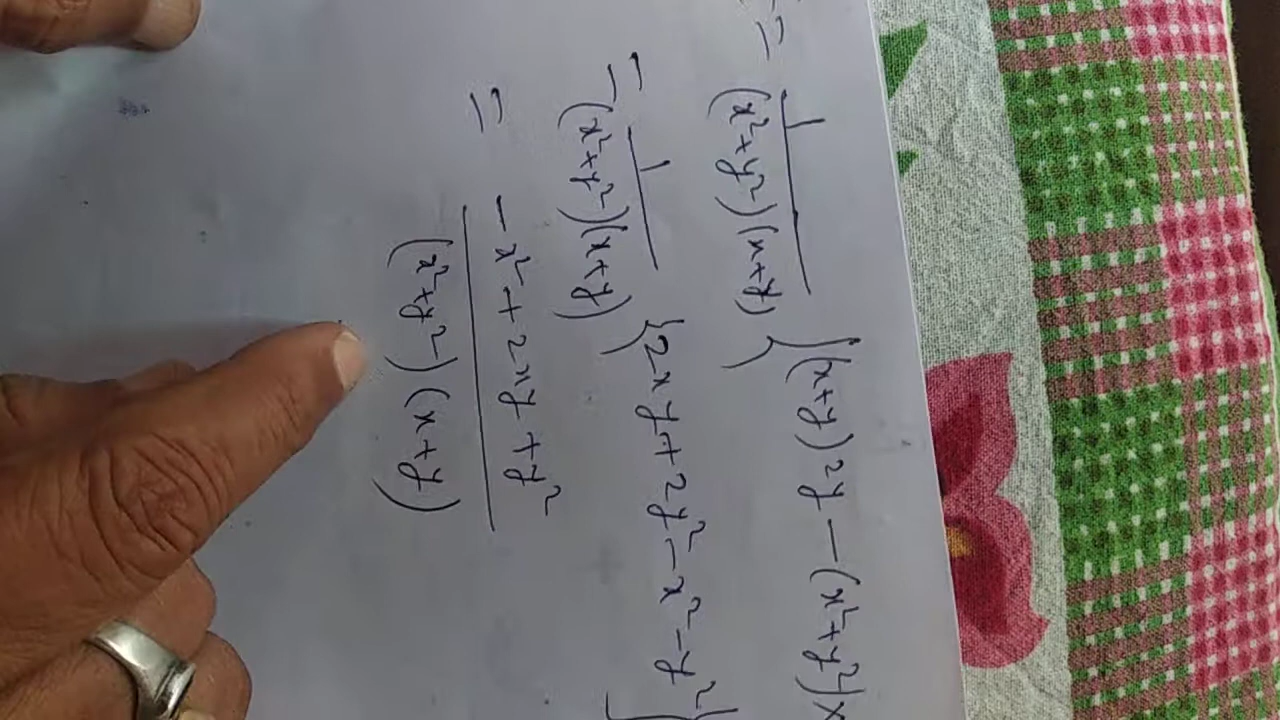 = 1/((x²+y²)(x+y)) {(x+y)2y - (x²+y²)x
= 1/((x²+y²)(x+y)) {2xy + 2y² - x² - y²}
= (-x² + 2xy + y²)/((x²+y²)(x+y))